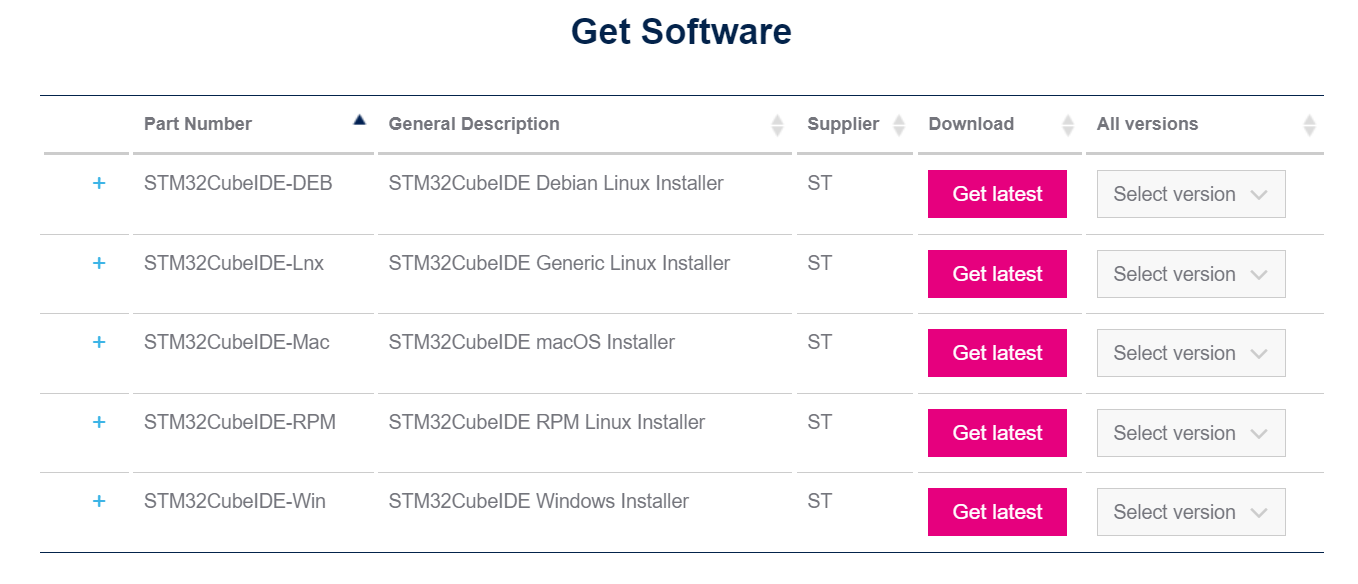 Get Software
Part Number General Description Supplier Download All versions
+ STM32CubeIDE-DEB STM32CubeIDE Debian Linux Installer ST Get latest Select version
+ STM32CubeIDE-Lnx STM32CubeIDE Generic Linux Installer ST Get latest Select version
+ STM32CubeIDE-Mac STM32CubeIDE macOS Installer ST Get latest Select version
+ STM32CubeIDE-RPM STM32CubeIDE RPM Linux Installer ST Get latest Select version
+ STM32CubeIDE-Win STM32CubeIDE Windows Installer ST Get latest Select version